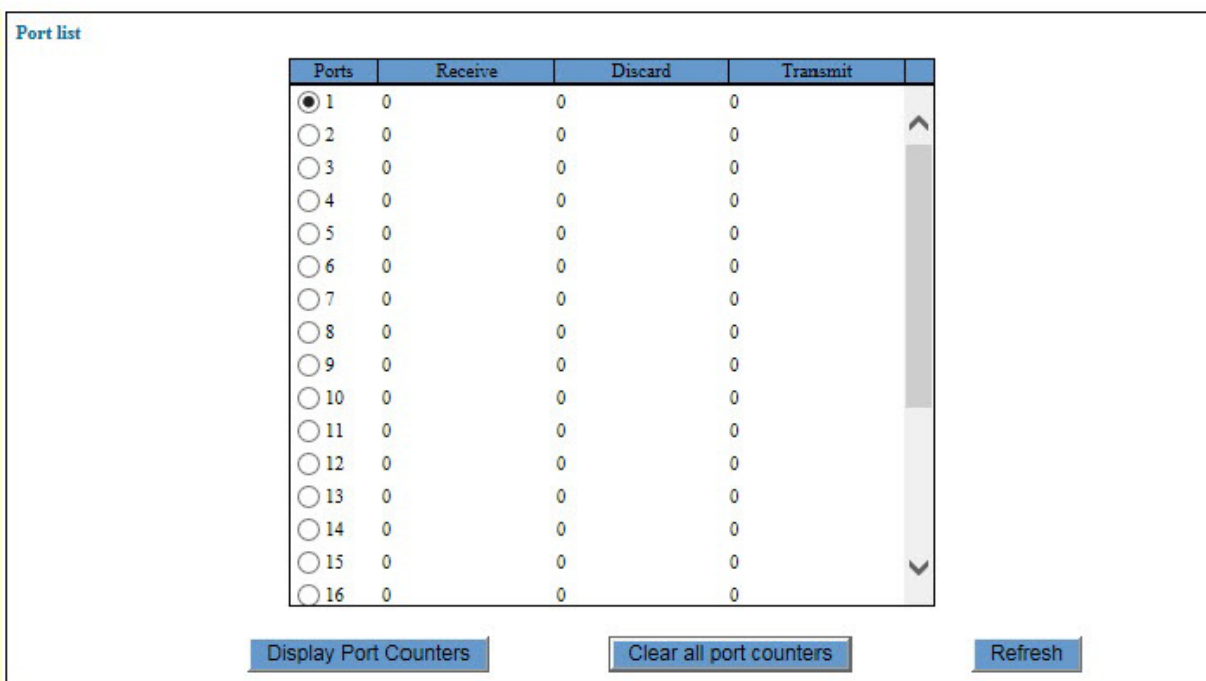 Port list
Ports Receive Discard Transmit
1 0 0 0
2 0 0 0
3 0 0 0
4 0 0 0
5 0 0 0
6 0 0 0
7 0 0 0
8 0 0 0
9 0 0 0
10 0 0 0
11 0 0 0
12 0 0 0
13 0 0 0
14 0 0 0
15 0 0 0
16 0 0 0
Display Port Counters Clear all port counters Refresh